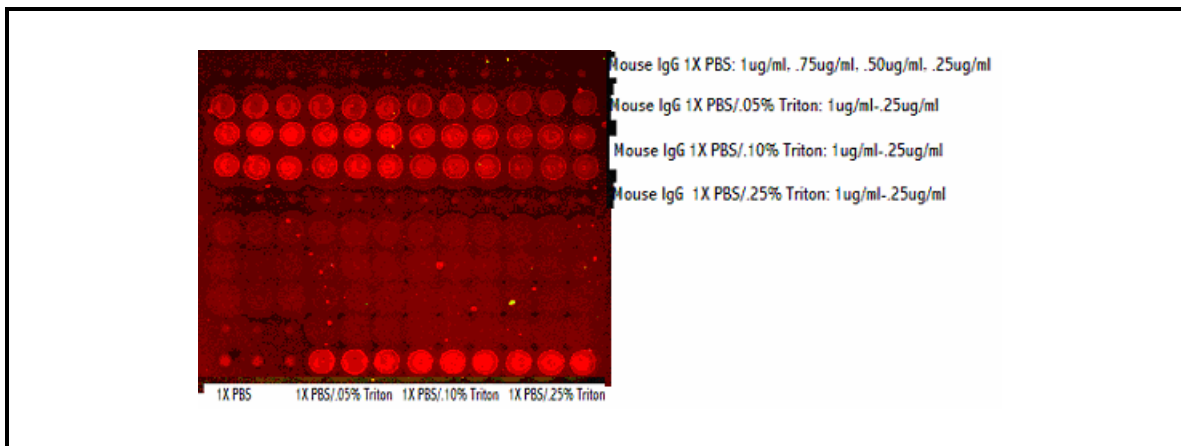 Mouse IgG 1X PBS: 1ug/ml, .75ug/ml, .50ug/ml, .25ug/ml
Mouse IgG 1X PBS/.05% Triton: 1ug/ml-.25ug/ml
Mouse IgG 1X PBS/.10% Triton: 1ug/ml-.25ug/ml
Mouse IgG 1X PBS/.25% Triton: 1ug/ml-.25ug/ml
1X PBS 1X PBS/.05% Triton 1X PBS/.10% Triton 1X PBS/.25% Triton